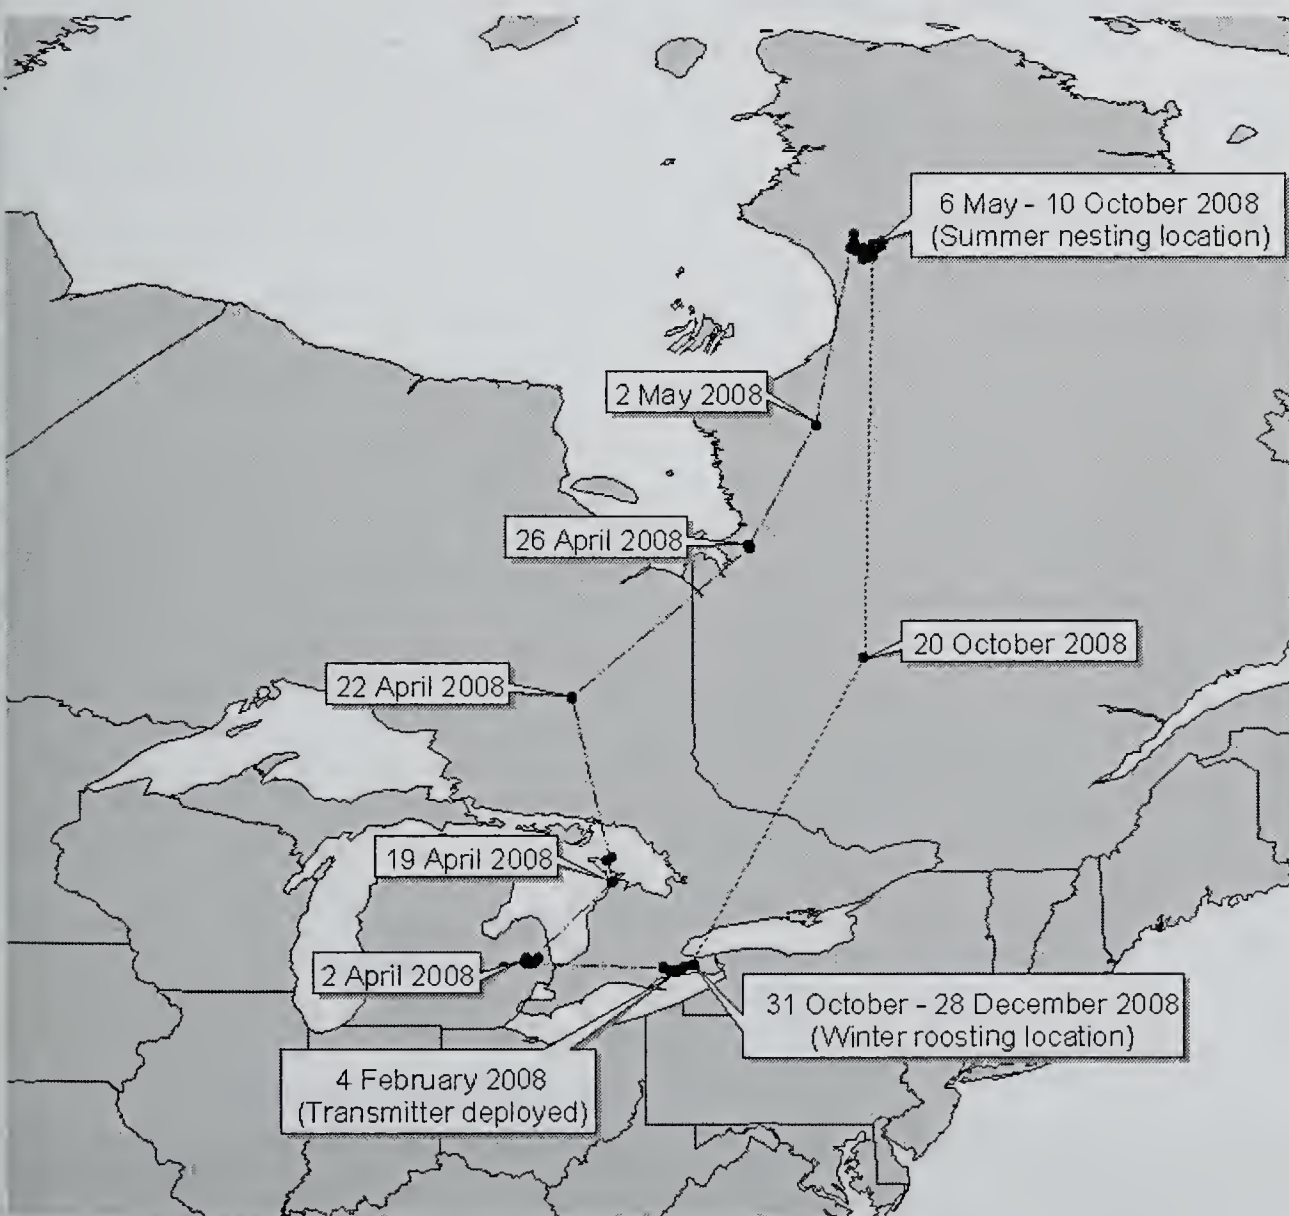 6 May - 10 October 2008
(Summer nesting location)
2 May 2008
26 April 2008
20 October 2008
22 April 2008
19 April 2008
2 April 2008
31 October - 28 December 2008
(Winter roosting location)
4 February 2008
(Transmitter deployed)